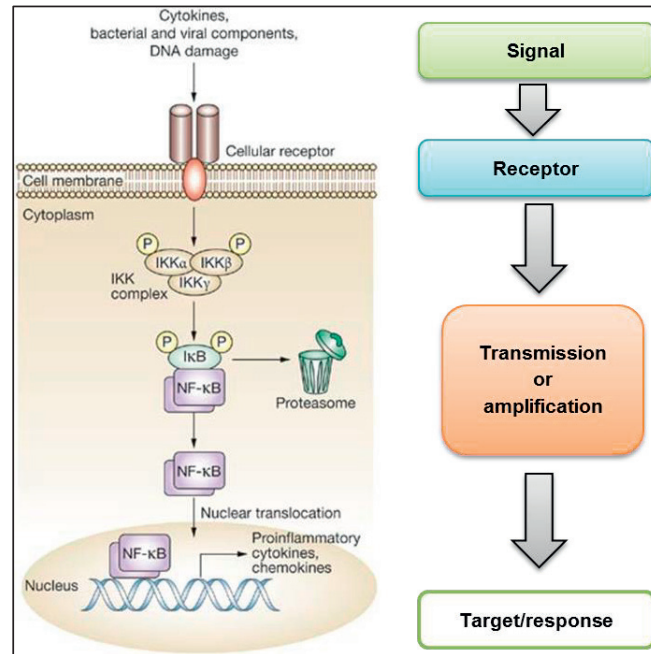 Cytokines,
bacterial and viral components,
DNA damage
Cellular receptor
Cell membrane
Cytoplasm
P
P
IKKα
IKKβ
IKKγ
IKK
complex
P
P
IκB
NF-κB
Proteasome
NF-κB
Nuclear translocation
NF-κB
Proinflammatory
cytokines,
chemokines
Nucleus
Signal
Receptor
Transmission
or
amplification
Target/response